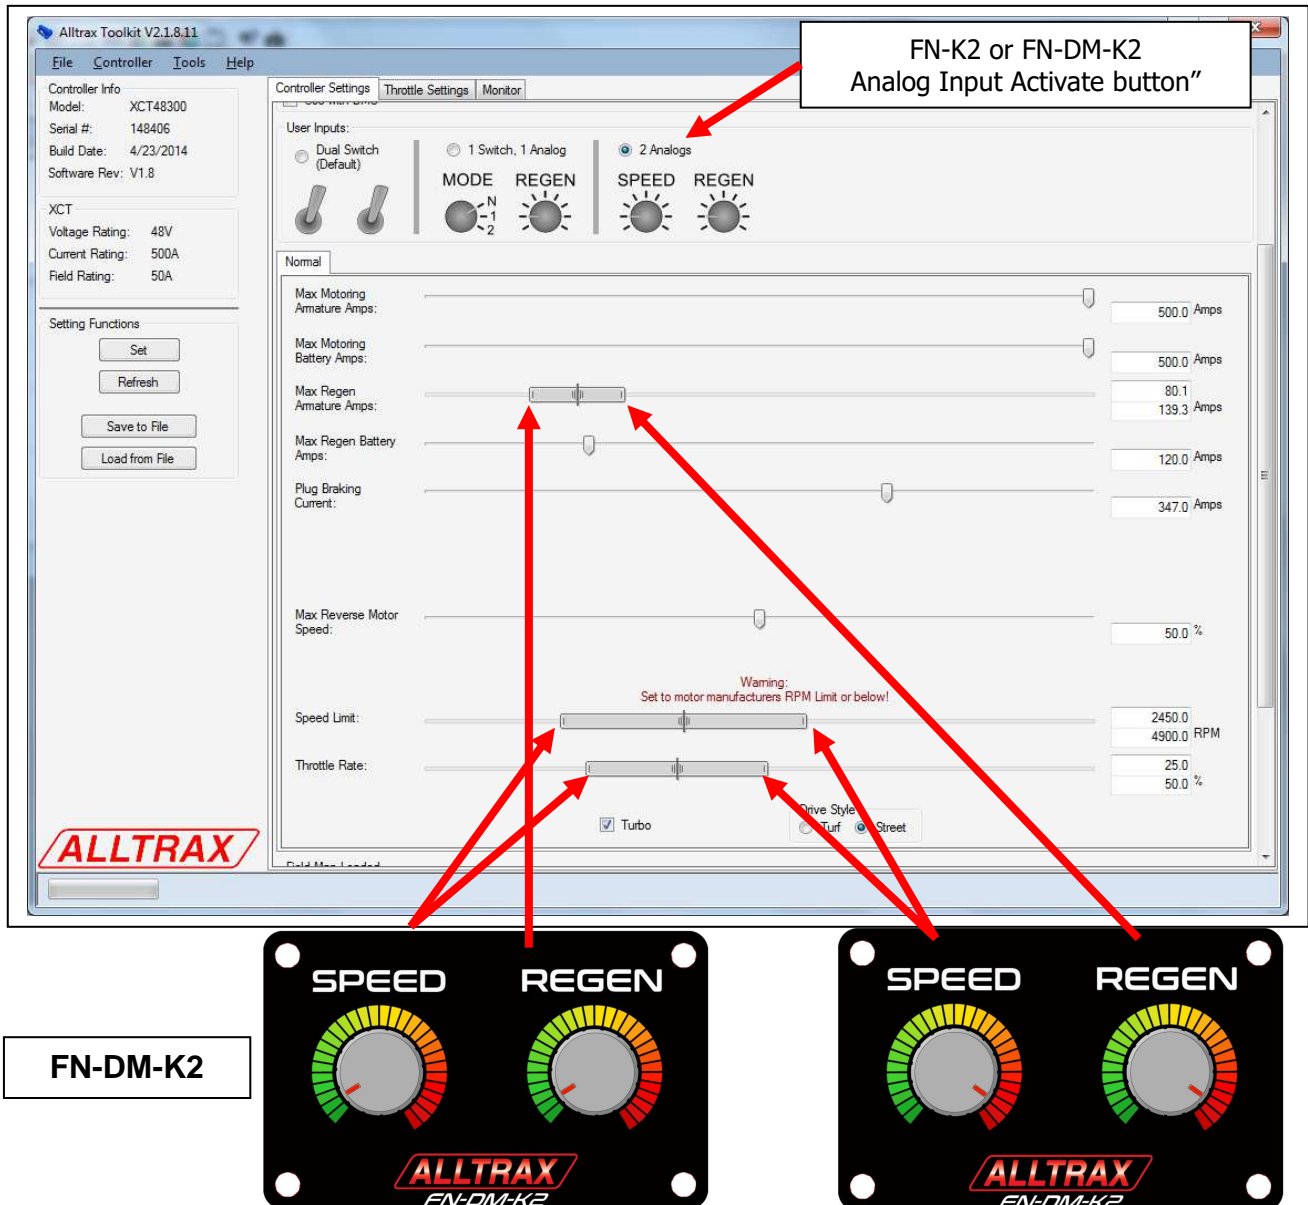 Alltrax Toolkit V2.1.8.11
FN-K2 or FN-DM-K2
Analog Input Activate button”
File Controller Tools Help
Controller Info
Model: XCT48300
Serial #: 148406
Build Date: 4/23/2014
Software Rev: V1.8
XCT
Voltage Rating: 48V
Current Rating: 500A
Field Rating: 50A
Setting Functions
Set
Refresh
Save to File
Load from File
ALLTRAX
Controller Settings Throttle Settings Monitor
User Inputs:
Dual Switch
(Default)
1 Switch, 1 Analog
2 Analogs
MODE REGEN SPEED REGEN
N
1
2
Normal
Max Motoring
Armature Amps:
500.0 Amps
Max Motoring
Battery Amps:
500.0 Amps
Max Regen
Armature Amps:
80.1
139.3 Amps
Max Regen Battery
Amps:
120.0 Amps
Plug Braking
Current:
347.0 Amps
Max Reverse Motor
Speed:
50.0 %
Warning:
Set to motor manufacturers RPM Limit or below!
Speed Limit:
2450.0
4900.0 RPM
Throttle Rate:
25.0
50.0 %
Turbo
Drive Style
Turf Street
FN-DM-K2
SPEED REGEN
ALLTRAX
FN-DM-K2
SPEED REGEN
ALLTRAX
FN-DM-K2